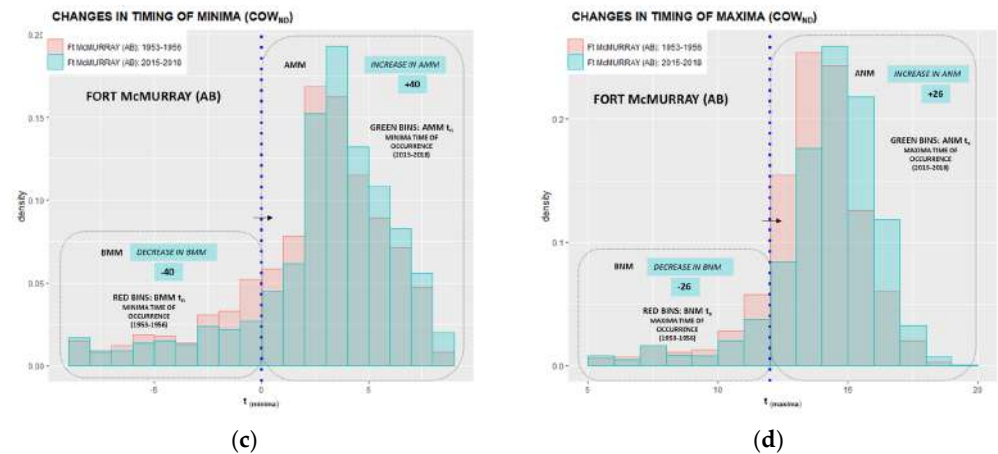 CHANGES IN TIMING OF MINIMA (COW_ND)
Ft McMURRAY (AB): 1953-1956
Ft McMURRAY (AB): 2015-2018
FORT McMURRAY (AB)
AMM
INCREASE IN AMM
+40
GREEN BINS: AMM t_n
MINIMA TIME OF
OCCURRENCE
(2015-2018)
BMM
DECREASE IN BMM
-40
RED BINS: BMM t_n
MINIMA TIME OF
OCCURRENCE
(1953-1956)
density
0.20
0.15
0.10
0.05
0.00
-5
0
5
t (minima)
(c)
CHANGES IN TIMING OF MAXIMA (COW_ND)
Ft McMURRAY (AB): 1953-1956
Ft McMURRAY (AB): 2015-2018
FORT McMURRAY (AB)
ANM
INCREASE IN ANM
+26
GREEN BINS: ANM t_x
MAXIMA TIME OF
OCCURRENCE
(2015-2018)
BNM
DECREASE IN BNM
-26
RED BINS: BNM t_x
MAXIMA TIME OF
OCCURRENCE
(1953-1956)
density
0.2
0.1
0.0
5
10
15
20
t (maxima)
(d)